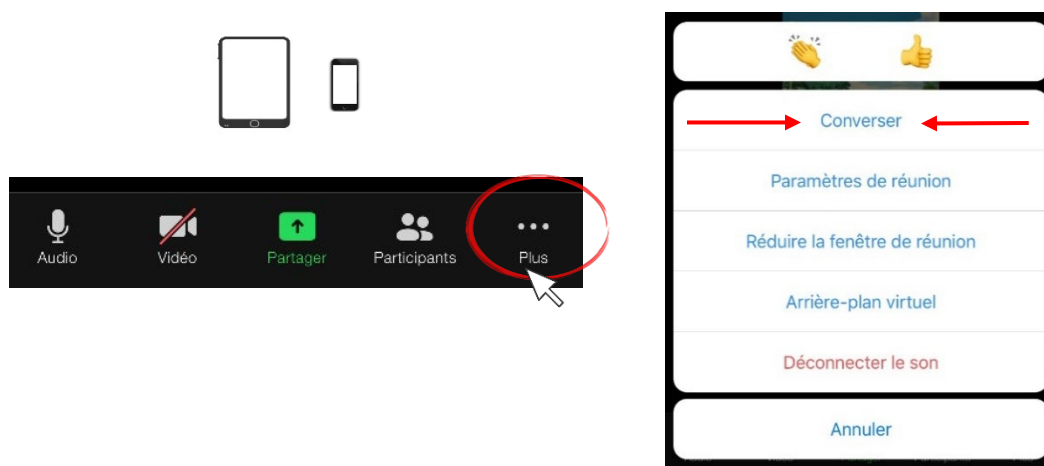 Audio
Vidéo
Partager
Participants
Plus
Converser
Paramètres de réunion
Réduire la fenêtre de réunion
Arrière-plan virtuel
Déconnecter le son
Annuler